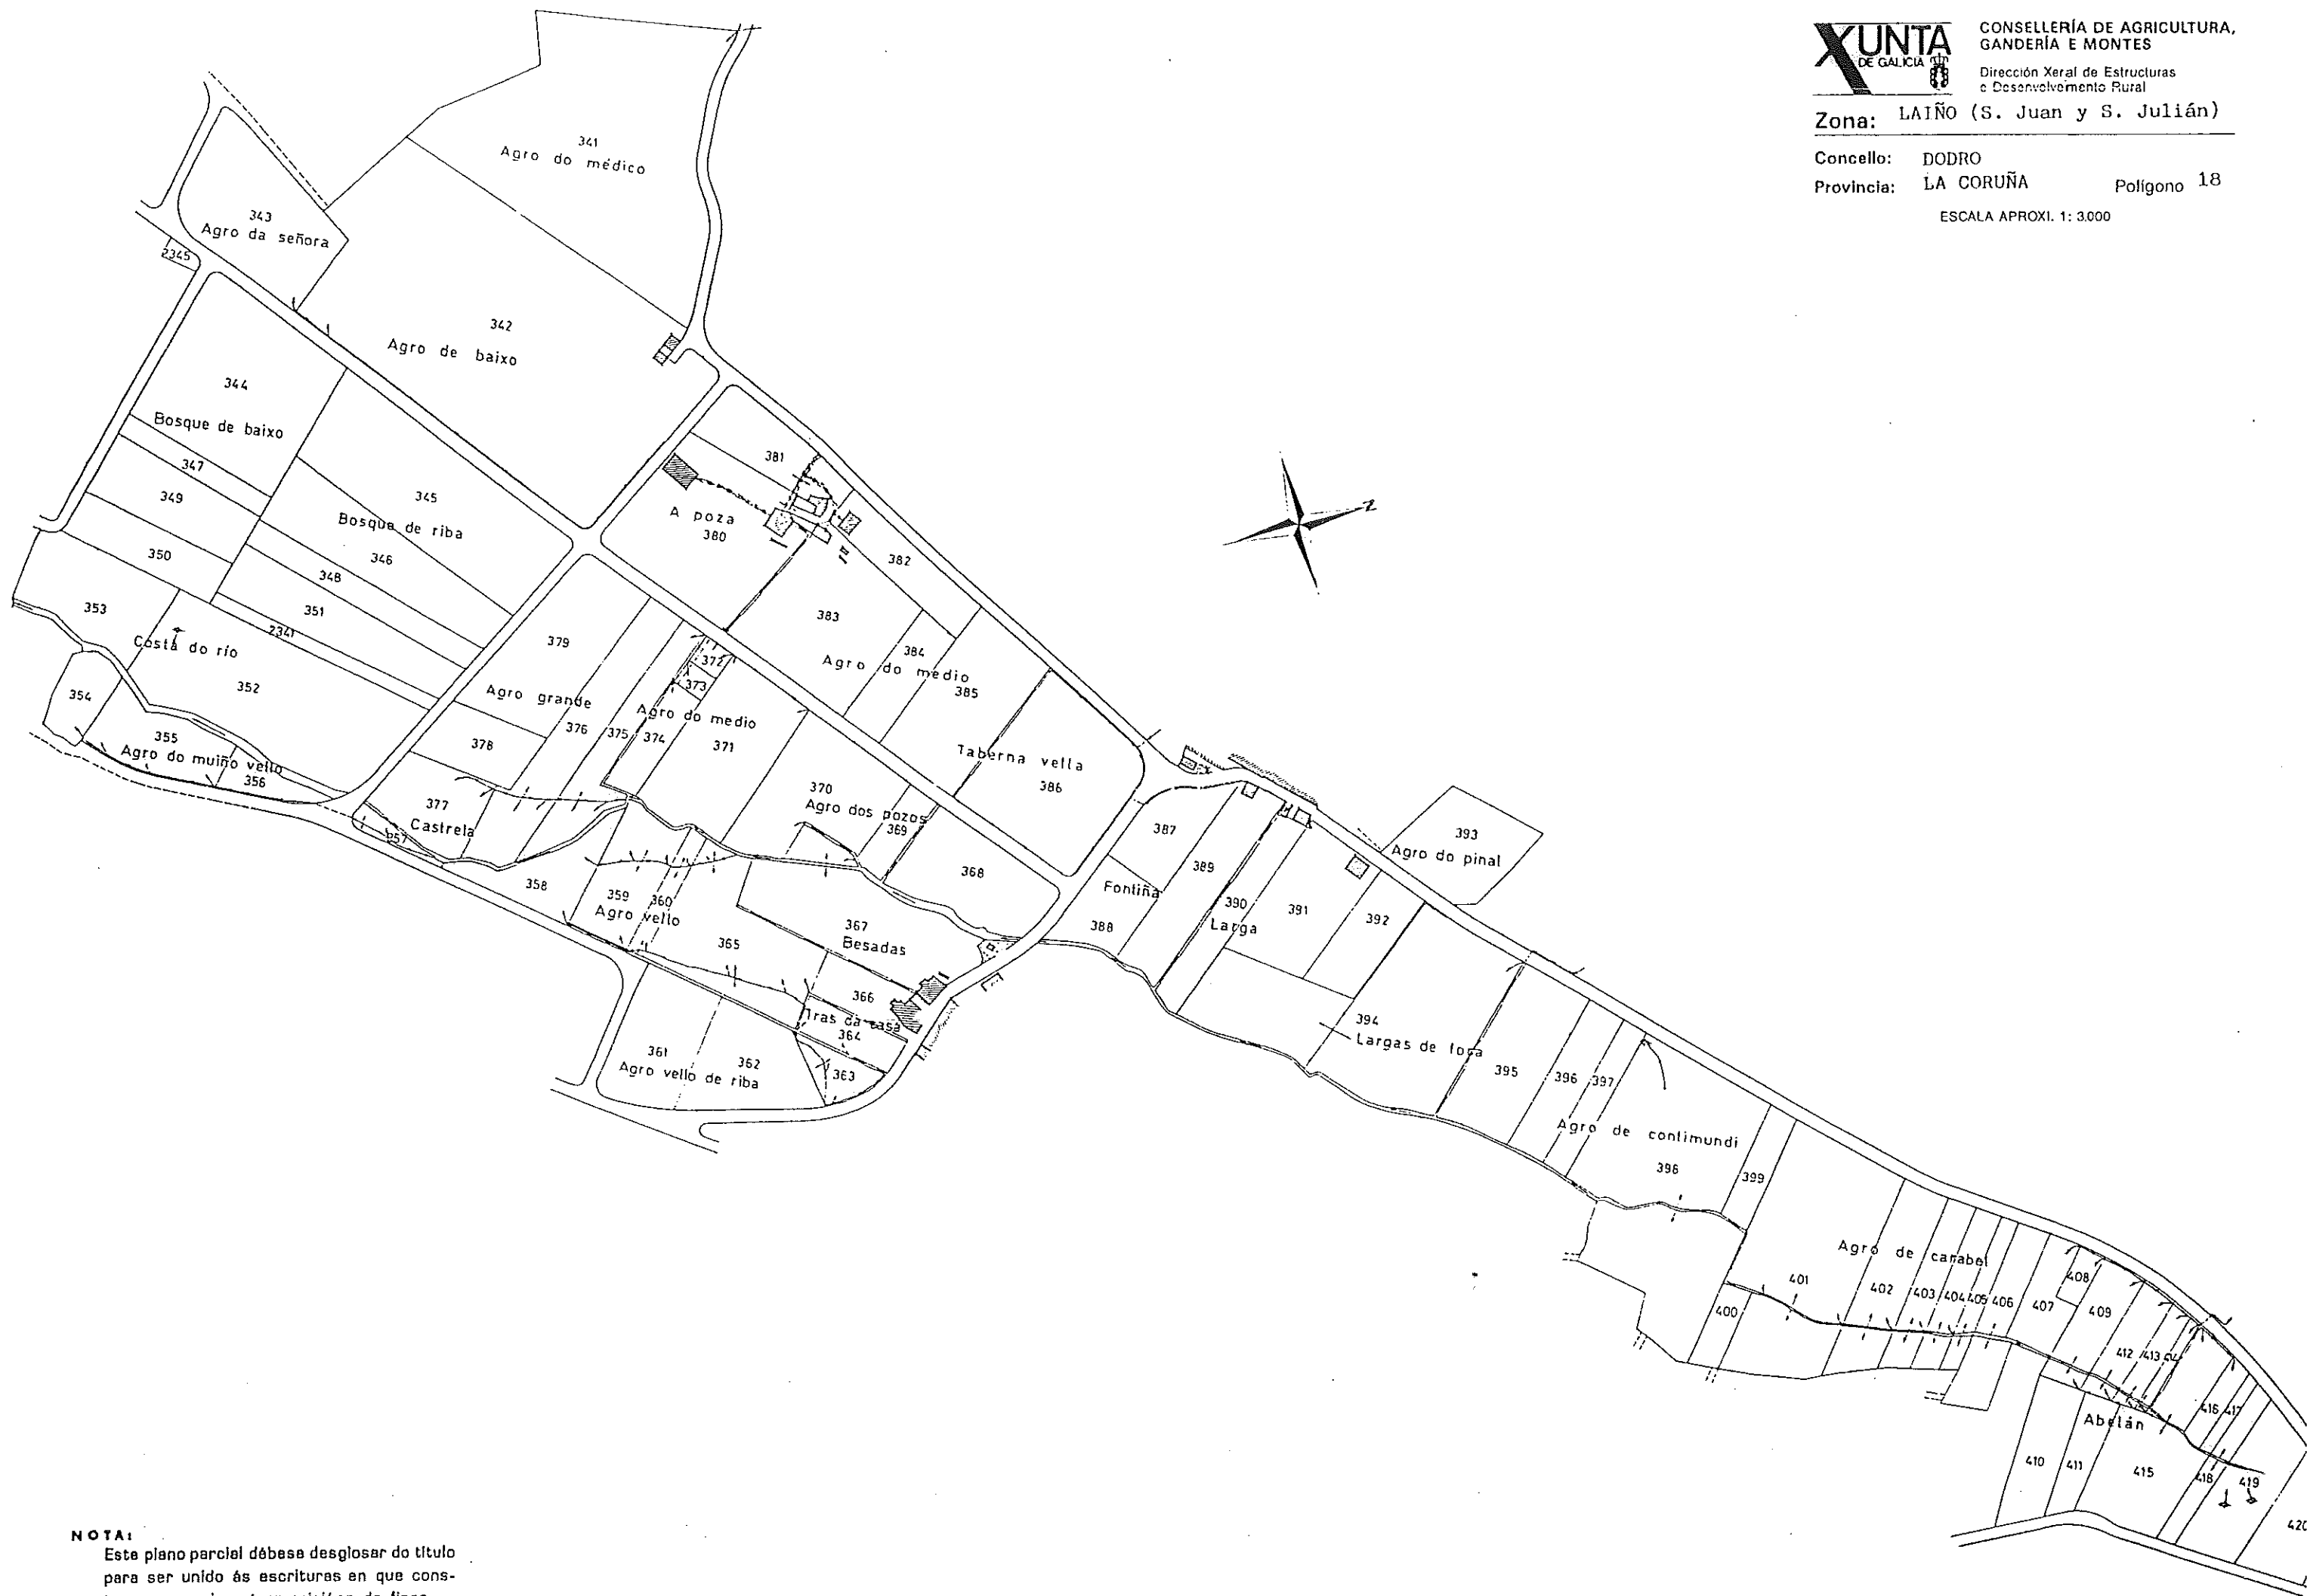 XUNTA
DE GALICIA
CONSELLERÍA DE AGRICULTURA,
GANDERÍA E MONTES
Dirección Xeral de Estructuras
e Desenvolvemento Rural
Zona: LAIÑO (S. Juan y S. Julián)
Concello: DODRO
Provincia: LA CORUÑA Polígono 18
ESCALA APROXI. 1: 3.000
341
Agro do médico
343
Agro da señora
2345
342
Agro de baixo
344
Bosque de baixo
347
349
345
Bosque de riba
346
350
348
351
2341
353
Costa do río
352
354
355
Agro do muiño vello
356
381
A poza
380
382
383
384
Agro do medio
385
379
Agro grande
372
373
Agro do medio
371
378
376
375
374
377
Castrela
357
370
Agro dos pozos
369
Taberna vella
386
368
358
359
360
Agro vello
365
367
Besadas
366
Tras da casa
364
363
361
362
Agro vello de riba
387
389
Fontiña
388
390
Larga
391
392
393
Agro do pinal
394
Largas de fora
395
396
397
Agro de contimundi
398
399
Agro de carrabel
400
401
402
403
404
405
406
407
408
409
412
413
Abelán
416
417
410
411
415
418
419
420
N
NOTA:
Este plano parcial débese desglosar do título
para ser unido ás escrituras en que cons-